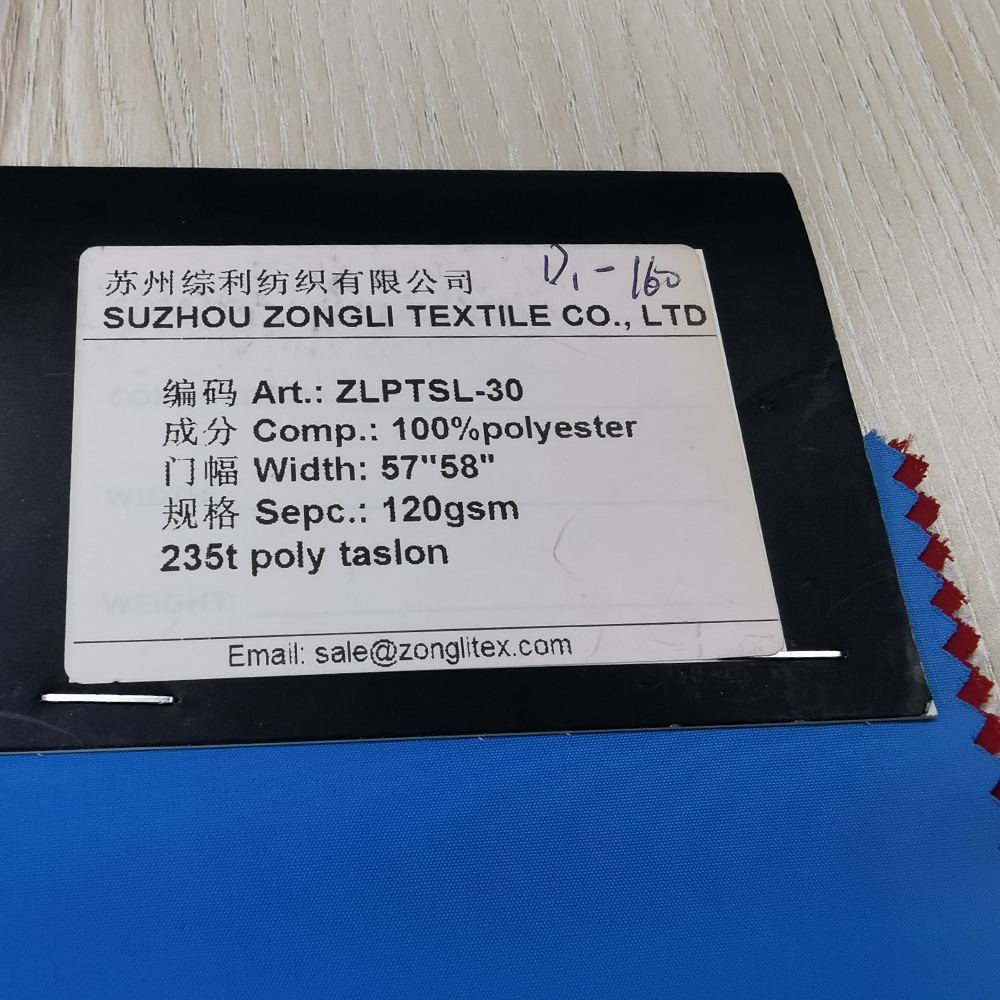 苏州综利纺织有限公司 D1-160
SUZHOU ZONGLI TEXTILE CO., LTD
编码 Art.: ZLPTSL-30
成分 Comp.: 100%polyester
门幅 Width: 57"58"
规格 Sepc.: 120gsm
235t poly taslon
WEIGHT:
Email: sale@zonglitex.com